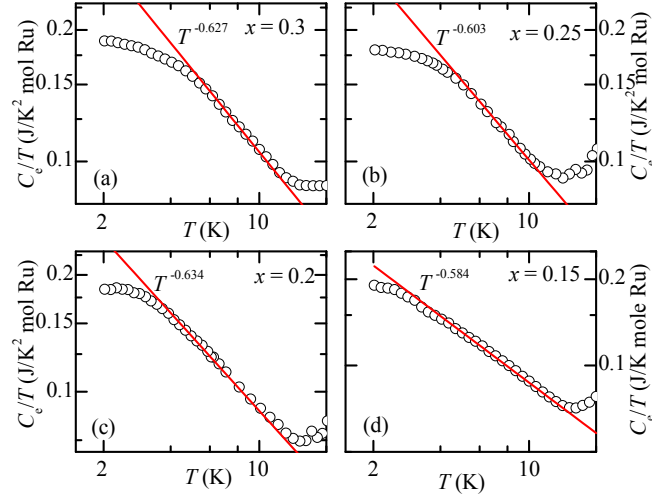 0.2
T^-0.627
x = 0.3
0.15
0.1
(a)
C_e/T (J/K^2 mol Ru)
2
10
T (K)
T^-0.603
x = 0.25
0.2
0.15
0.1
(b)
C_e/T (J/K^2 mol Ru)
2
10
T (K)
0.2
T^-0.634
x = 0.2
0.15
0.1
(c)
C_e/T (J/K^2 mol Ru)
2
10
T (K)
T^-0.584
x = 0.15
0.2
0.1
(d)
C_e/T (J/K mole Ru)
2
10
T (K)